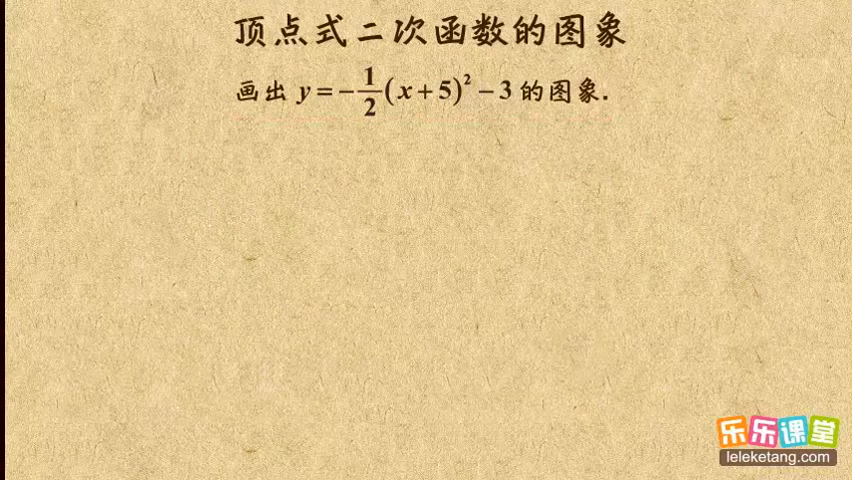 顶点式二次函数的图象
画出 y=-\frac{1}{2}(x+5)^2-3 的图象.
乐乐课堂
leleketang.com